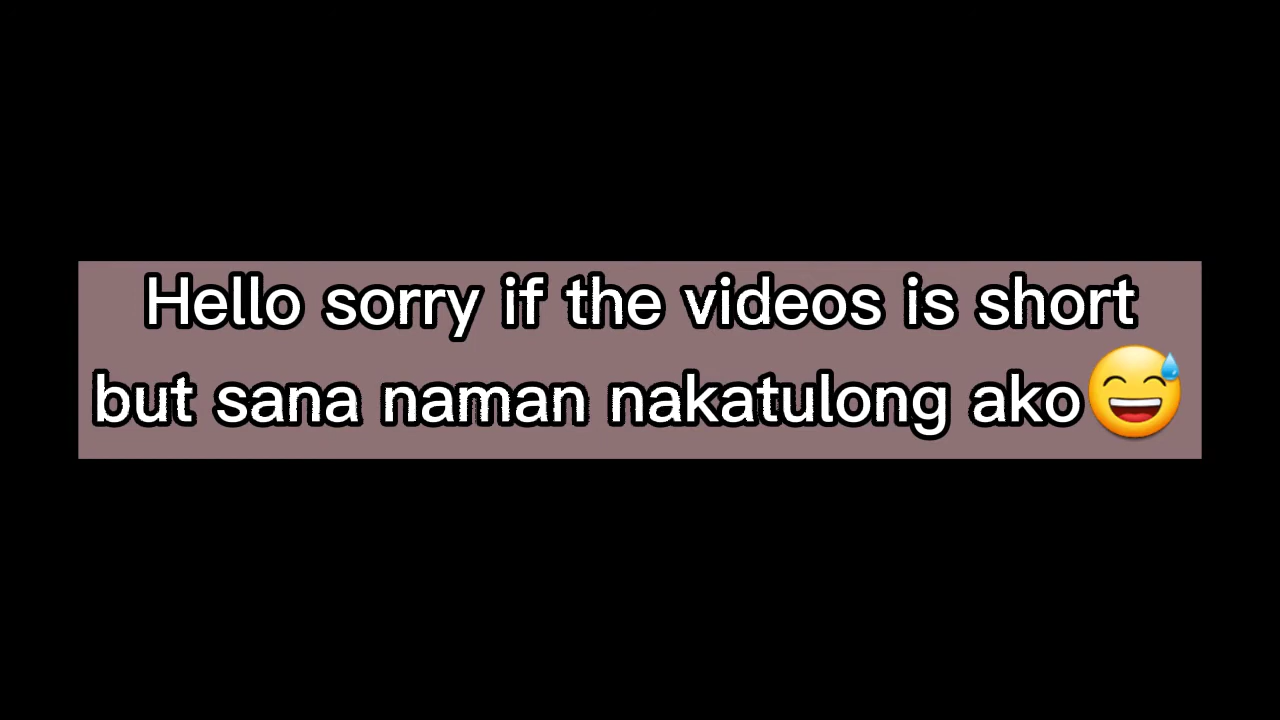 Hello sorry if the videos is short
but sana naman nakatulong ako😅